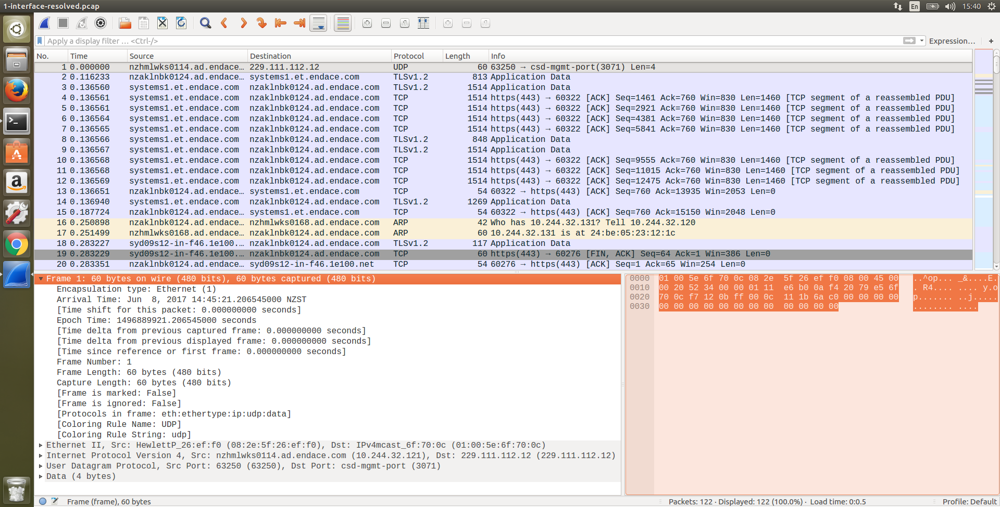 1-interface-resolved.pcap
En 15:40
Apply a display filter … <Ctrl-/>
Expression… +
No. Time Source Destination Protocol Length Info
1 0.000000 nzhmlwks0114.ad.endace… 229.111.112.12 UDP 60 63250 → csd-mgmt-port(3071) Len=4
2 0.116233 nzaklnbk0124.ad.endace… systems1.et.endace.com TLSv1.2 813 Application Data
3 0.136560 systems1.et.endace.com nzaklnbk0124.ad.endace.com TLSv1.2 1514 Application Data
4 0.136561 systems1.et.endace.com nzaklnbk0124.ad.endace.com TCP 1514 https(443) → 60322 [ACK] Seq=1461 Ack=760 Win=830 Len=1460 [TCP segment of a reassembled PDU]
5 0.136561 systems1.et.endace.com nzaklnbk0124.ad.endace.com TCP 1514 https(443) → 60322 [ACK] Seq=2921 Ack=760 Win=830 Len=1460 [TCP segment of a reassembled PDU]
6 0.136564 systems1.et.endace.com nzaklnbk0124.ad.endace.com TCP 1514 https(443) → 60322 [ACK] Seq=4381 Ack=760 Win=830 Len=1460 [TCP segment of a reassembled PDU]
7 0.136565 systems1.et.endace.com nzaklnbk0124.ad.endace.com TCP 1514 https(443) → 60322 [ACK] Seq=5841 Ack=760 Win=830 Len=1460 [TCP segment of a reassembled PDU]
8 0.136566 systems1.et.endace.com nzaklnbk0124.ad.endace.com TLSv1.2 848 Application Data
9 0.136567 systems1.et.endace.com nzaklnbk0124.ad.endace.com TLSv1.2 1514 Application Data
10 0.136568 systems1.et.endace.com nzaklnbk0124.ad.endace.com TCP 1514 https(443) → 60322 [ACK] Seq=9555 Ack=760 Win=830 Len=1460 [TCP segment of a reassembled PDU]
11 0.136568 systems1.et.endace.com nzaklnbk0124.ad.endace.com TCP 1514 https(443) → 60322 [ACK] Seq=11015 Ack=760 Win=830 Len=1460 [TCP segment of a reassembled PDU]
12 0.136569 systems1.et.endace.com nzaklnbk0124.ad.endace.com TCP 1514 https(443) → 60322 [ACK] Seq=12475 Ack=760 Win=830 Len=1460 [TCP segment of a reassembled PDU]
13 0.136651 nzaklnbk0124.ad.endace… systems1.et.endace.com TCP 54 60322 → https(443) [ACK] Seq=760 Ack=13935 Win=2053 Len=0
14 0.136940 systems1.et.endace.com nzaklnbk0124.ad.endace.com TLSv1.2 1269 Application Data
15 0.187724 nzaklnbk0124.ad.endace… systems1.et.endace.com TCP 54 60322 → https(443) [ACK] Seq=760 Ack=15150 Win=2048 Len=0
16 0.250898 nzaklnbk0124.ad.endace… nzhmlwks0168.ad.endace.com ARP 42 Who has 10.244.32.131? Tell 10.244.32.120
17 0.251499 nzhmlwks0168.ad.endace… nzaklnbk0124.ad.endace.com ARP 60 10.244.32.131 is at 24:be:05:23:12:1c
18 0.283227 syd09s12-in-f46.1e100.… nzaklnbk0124.ad.endace.com TLSv1.2 117 Application Data
19 0.283229 syd09s12-in-f46.1e100.… nzaklnbk0124.ad.endace.com TCP 60 https(443) → 60276 [FIN, ACK] Seq=64 Ack=1 Win=386 Len=0
20 0.283351 nzaklnbk0124.ad.endace… syd09s12-in-f46.1e100.net TCP 54 60276 → https(443) [ACK] Seq=1 Ack=65 Win=254 Len=0
Frame 1: 60 bytes on wire (480 bits), 60 bytes captured (480 bits)
Encapsulation type: Ethernet (1)
Arrival Time: Jun  8, 2017 14:45:21.206545000 NZST
[Time shift for this packet: 0.000000000 seconds]
Epoch Time: 1496889921.206545000 seconds
[Time delta from previous captured frame: 0.000000000 seconds]
[Time delta from previous displayed frame: 0.000000000 seconds]
[Time since reference or first frame: 0.000000000 seconds]
Frame Number: 1
Frame Length: 60 bytes (480 bits)
Capture Length: 60 bytes (480 bits)
[Frame is marked: False]
[Frame is ignored: False]
[Protocols in frame: eth:ethertype:ip:udp:data]
[Coloring Rule Name: UDP]
[Coloring Rule String: udp]
Ethernet II, Src: HewlettP_26:ef:f0 (08:2e:5f:26:ef:f0), Dst: IPv4mcast_6f:70:0c (01:00:5e:6f:70:0c)
Internet Protocol Version 4, Src: nzhmlwks0114.ad.endace.com (10.244.32.121), Dst: 229.111.112.12 (229.111.112.12)
User Datagram Protocol, Src Port: 63250 (63250), Dst Port: csd-mgmt-port (3071)
Data (4 bytes)
0000 01 00 5e 6f 70 0c 08 2e 5f 26 ef f0 08 00 45 00 ..^op... _&....E.
0010 00 20 52 34 00 00 01 11 e6 b0 0a f4 20 79 e5 6f . R4.... .... y.o
0020 70 0c f7 12 0b ff 00 0c 11 1b 6a c0 00 00 00 00 p....... ..j.....
0030 00 00 00 00 00 00 00 00 00 00 00 00 ........ ....
Frame (frame), 60 bytes
Packets: 122 · Displayed: 122 (100.0%) · Load time: 0:0.5
Profile: Default